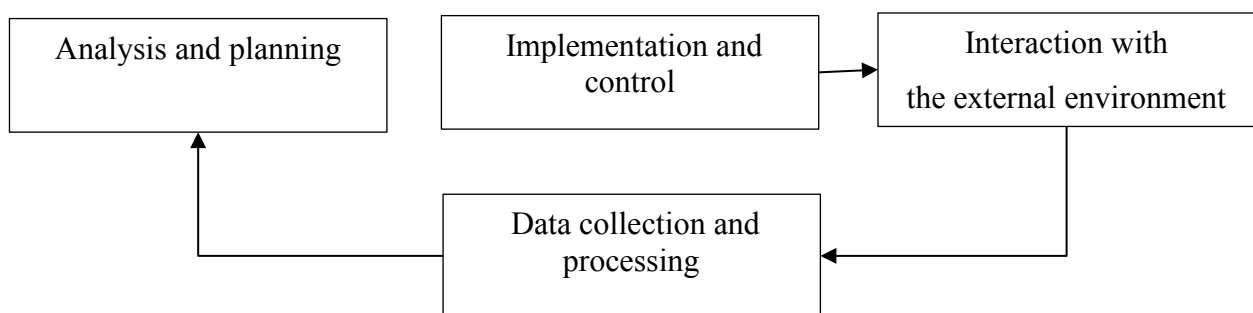 Analysis and planning
Implementation and
control
Interaction with
the external environment
Data collection and
processing